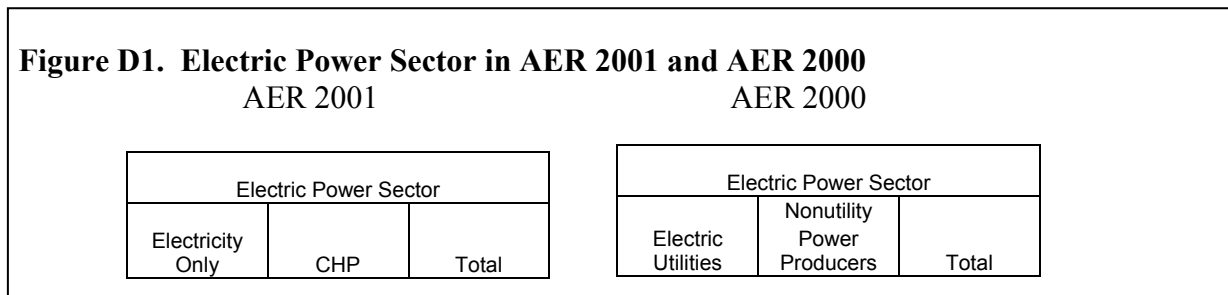 Figure D1. Electric Power Sector in AER 2001 and AER 2000
AER 2001 AER 2000
Electric Power Sector
Electricity
Only
CHP
Total
Electric Power Sector
Electric
Utilities
Nonutility
Power
Producers
Total